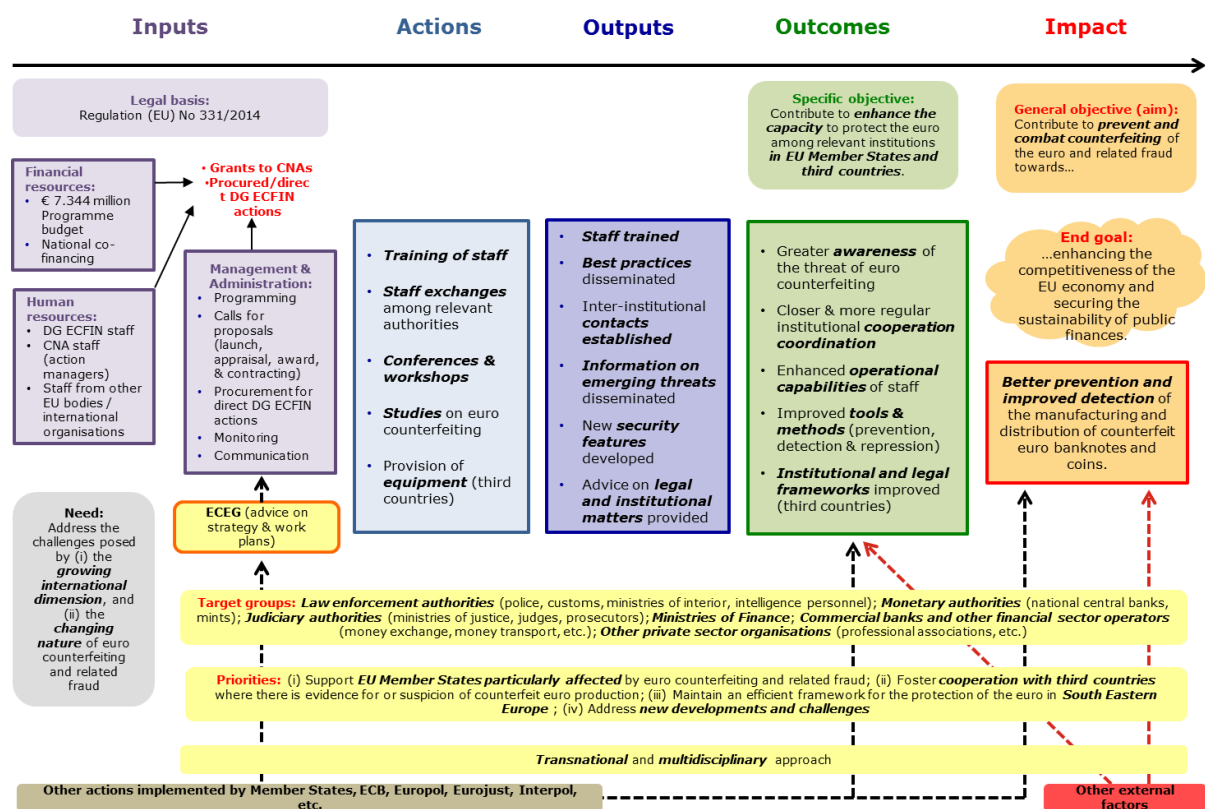 Inputs
Actions
Outputs
Outcomes
Impact
Legal basis:
Regulation (EU) No 331/2014
Specific objective:
Contribute to enhance the
capacity to protect the euro
among relevant institutions
in EU Member States and
third countries.
General objective (aim):
Contribute to prevent and
combat counterfeiting of
the euro and related fraud
towards...
Financial
resources:
• € 7.344 million
Programme
budget
• National co-
financing
• Grants to CNAs
•Procured/direc
t DG ECFIN
actions
Human
resources:
• DG ECFIN staff
• CNA staff
(action
managers)
• Staff from other
EU bodies /
international
organisations
Management &
Administration:
• Programming
• Calls for
proposals
(launch,
appraisal, award,
& contracting)
• Procurement for
direct DG ECFIN
actions
• Monitoring
• Communication
• Training of staff
• Staff exchanges
among relevant
authorities
• Conferences &
workshops
• Studies on euro
counterfeiting
• Provision of
equipment (third
countries)
• Staff trained
• Best practices
disseminated
• Inter-institutional
contacts
established
• Information on
emerging threats
disseminated
• New security
features
developed
• Advice on legal
and institutional
matters provided
• Greater awareness of
the threat of euro
counterfeiting
• Closer & more regular
institutional cooperation
coordination
• Enhanced operational
capabilities of staff
• Improved tools &
methods (prevention,
detection & repression)
• Institutional and legal
frameworks improved
(third countries)
End goal:
...enhancing the
competitiveness of the
EU economy and
securing the
sustainability of public
finances.
Better prevention and
improved detection of
the manufacturing and
distribution of counterfeit
euro banknotes and
coins.
Need:
Address the
challenges posed
by (i) the
growing
international
dimension, and
(ii) the
changing
nature of euro
counterfeiting
and related
fraud
ECEG (advice on
strategy & work
plans)
Target groups: Law enforcement authorities (police, customs, ministries of interior, intelligence personnel); Monetary authorities (national central banks,
mints); Judiciary authorities (ministries of justice, judges, prosecutors); Ministries of Finance; Commercial banks and other financial sector operators
(money exchange, money transport, etc.); Other private sector organisations (professional associations, etc.)
Priorities: (i) Support EU Member States particularly affected by euro counterfeiting and related fraud; (ii) Foster cooperation with third countries
where there is evidence for or suspicion of counterfeit euro production; (iii) Maintain an efficient framework for the protection of the euro in South Eastern
Europe ; (iv) Address new developments and challenges
Transnational and multidisciplinary approach
Other actions implemented by Member States, ECB, Europol, Eurojust, Interpol,
etc.
Other external
factors